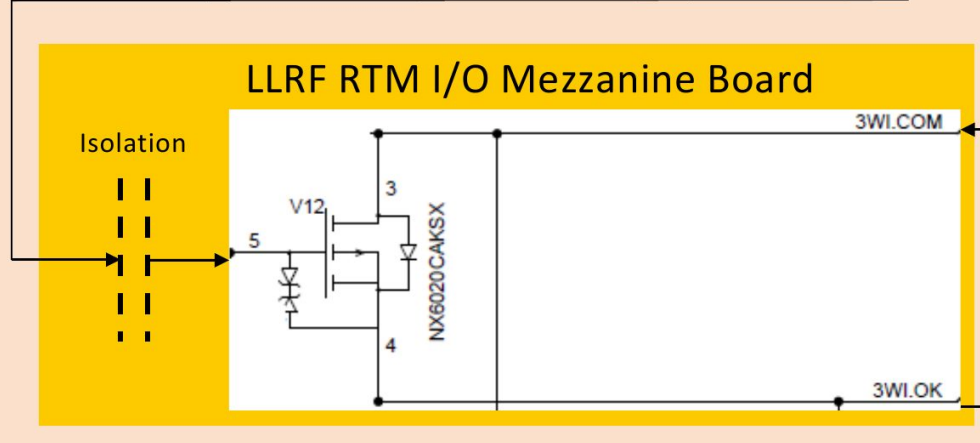 LLRF RTM I/O Mezzanine Board
Isolation
3WI.COM
3
V12
5
NX6020CAKSX
4
3WI.OK